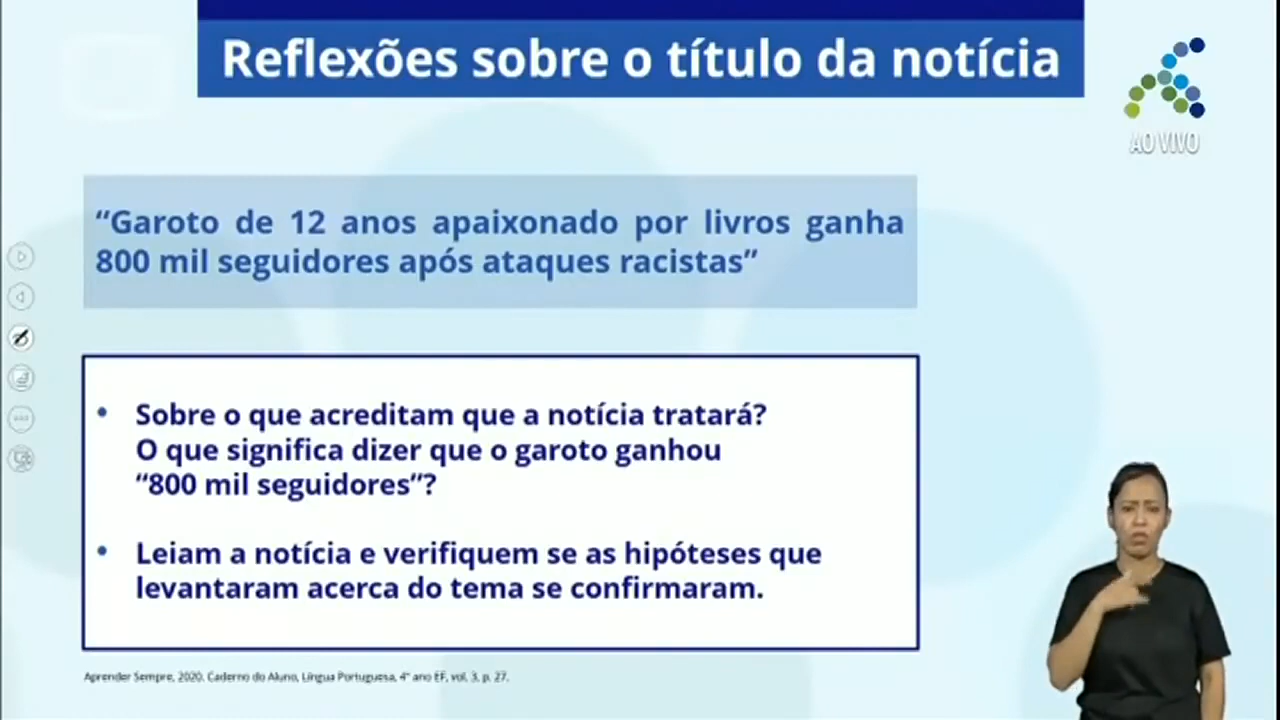 Reflexões sobre o título da notícia
AO VIVO
“Garoto de 12 anos apaixonado por livros ganha
800 mil seguidores após ataques racistas”
• Sobre o que acreditam que a notícia tratará?
O que significa dizer que o garoto ganhou
“800 mil seguidores”?
• Leiam a notícia e verifiquem se as hipóteses que
levantaram acerca do tema se confirmaram.
Aprender Sempre, 2020. Caderno do Aluno, Língua Portuguesa, 4° ano EF, vol. 3, p. 27.